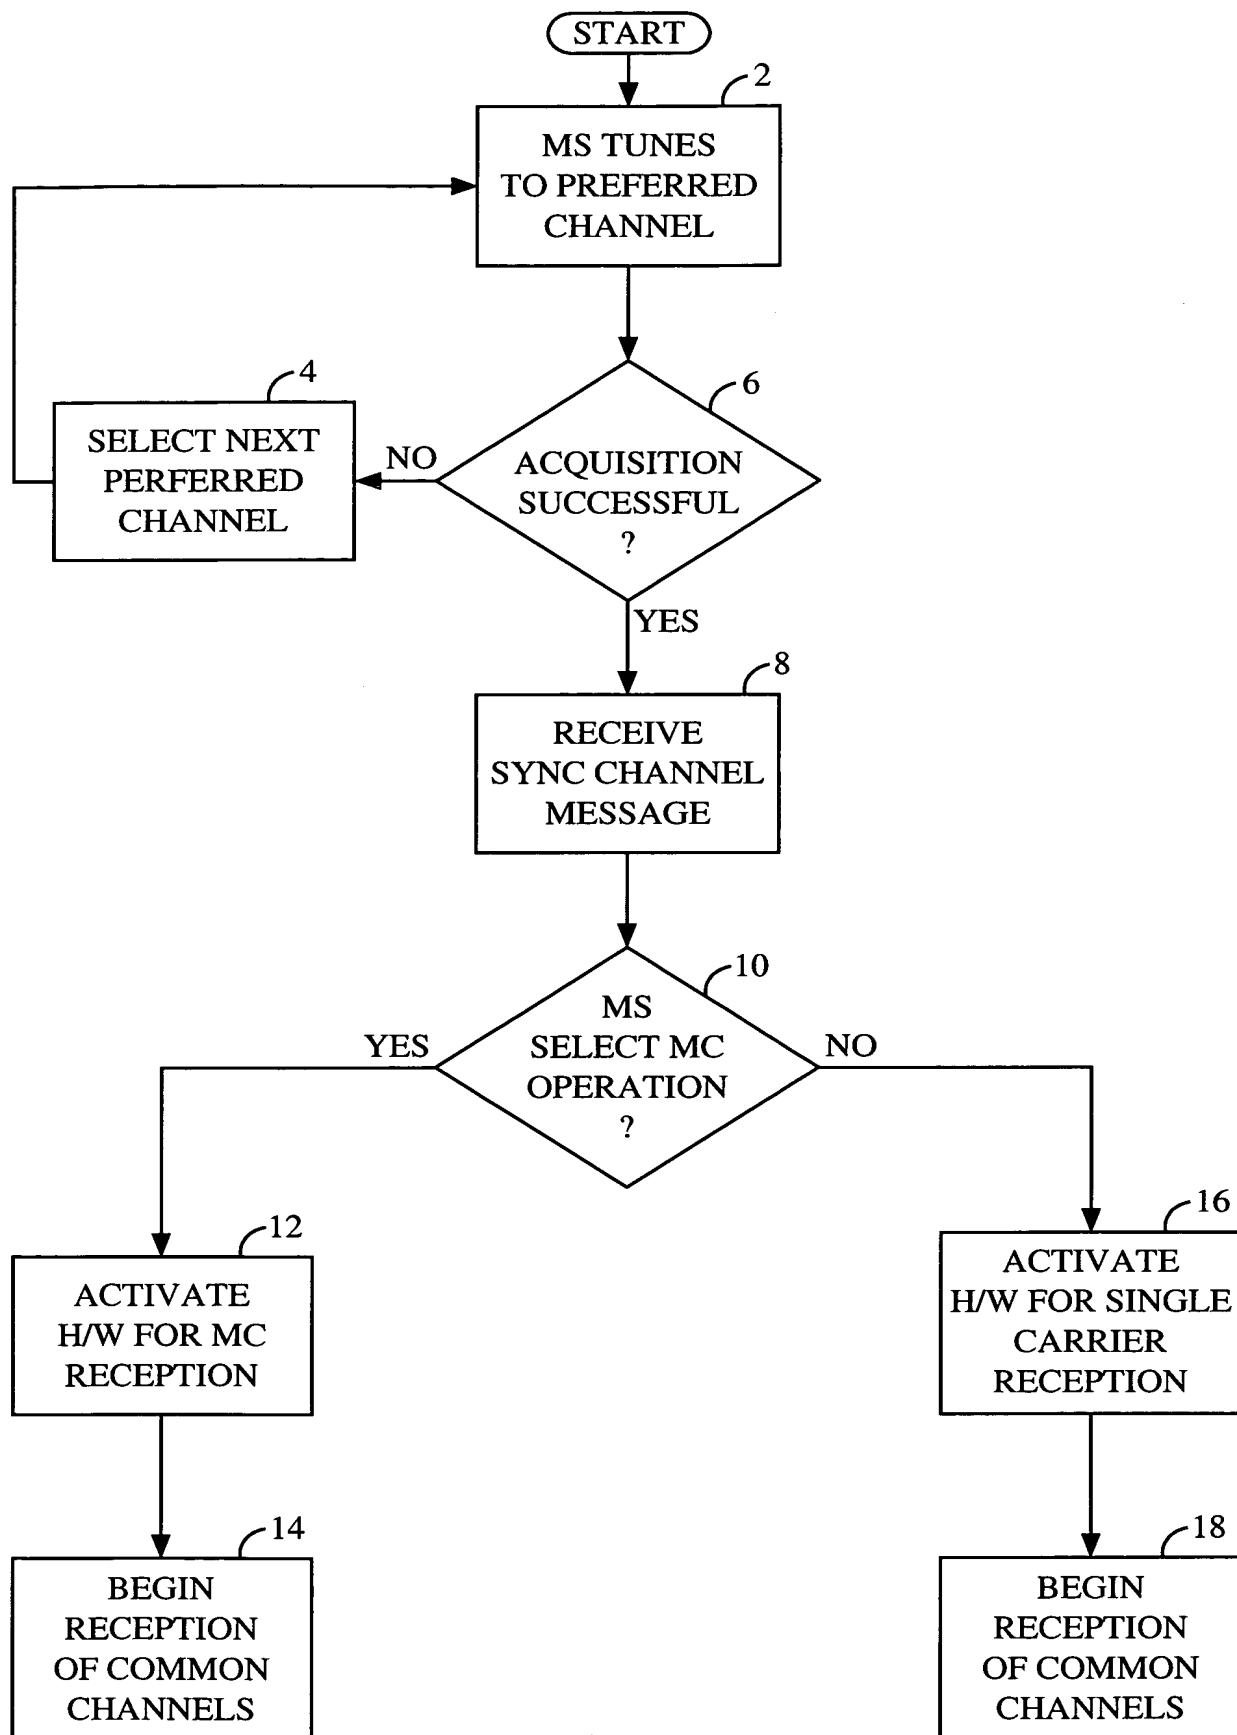 START
2
MS TUNES
TO PREFERRED
CHANNEL
4
SELECT NEXT
PERFERRED
CHANNEL
NO
6
ACQUISITION
SUCCESSFUL
?
YES
8
RECEIVE
SYNC CHANNEL
MESSAGE
10
MS
SELECT MC
OPERATION
?
YES
NO
12
ACTIVATE
H/W FOR MC
RECEPTION
16
ACTIVATE
H/W FOR SINGLE
CARRIER
RECEPTION
14
BEGIN
RECEPTION
OF COMMON
CHANNELS
18
BEGIN
RECEPTION
OF COMMON
CHANNELS